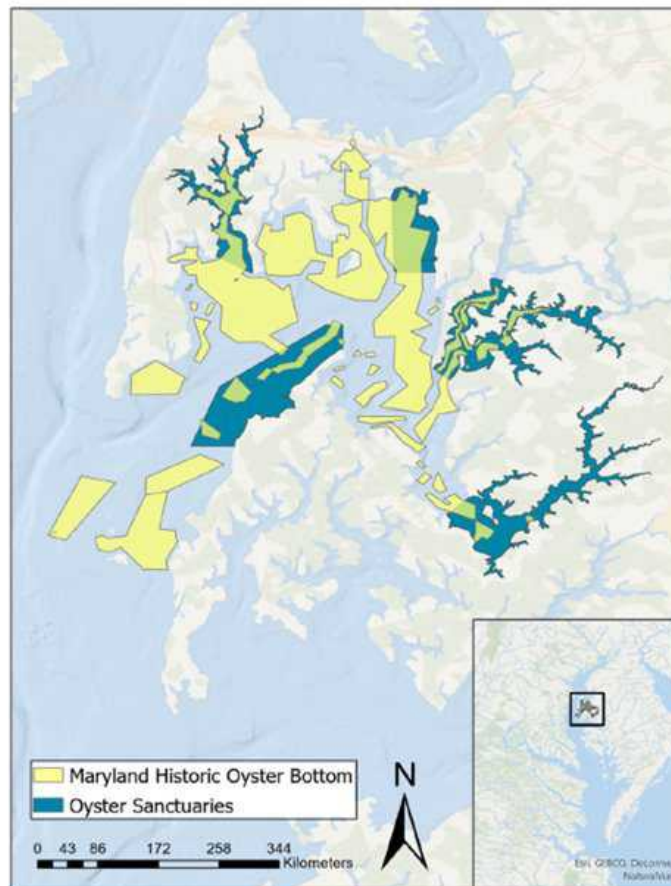 Maryland Historic Oyster Bottom
Oyster Sanctuaries
N
0 43 86 172 258 344
Kilometers
Esri, GEBCO,